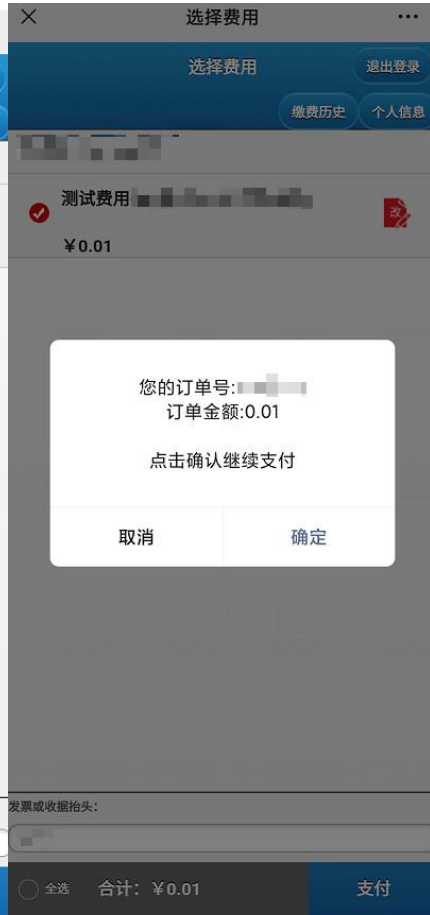 选择费用
选择费用
退出登录
缴费历史
个人信息
测试费用
改
¥0.01
您的订单号:
订单金额:0.01
点击确认继续支付
取消
确定
发票或收据抬头:
全选
合计: ¥0.01
支付